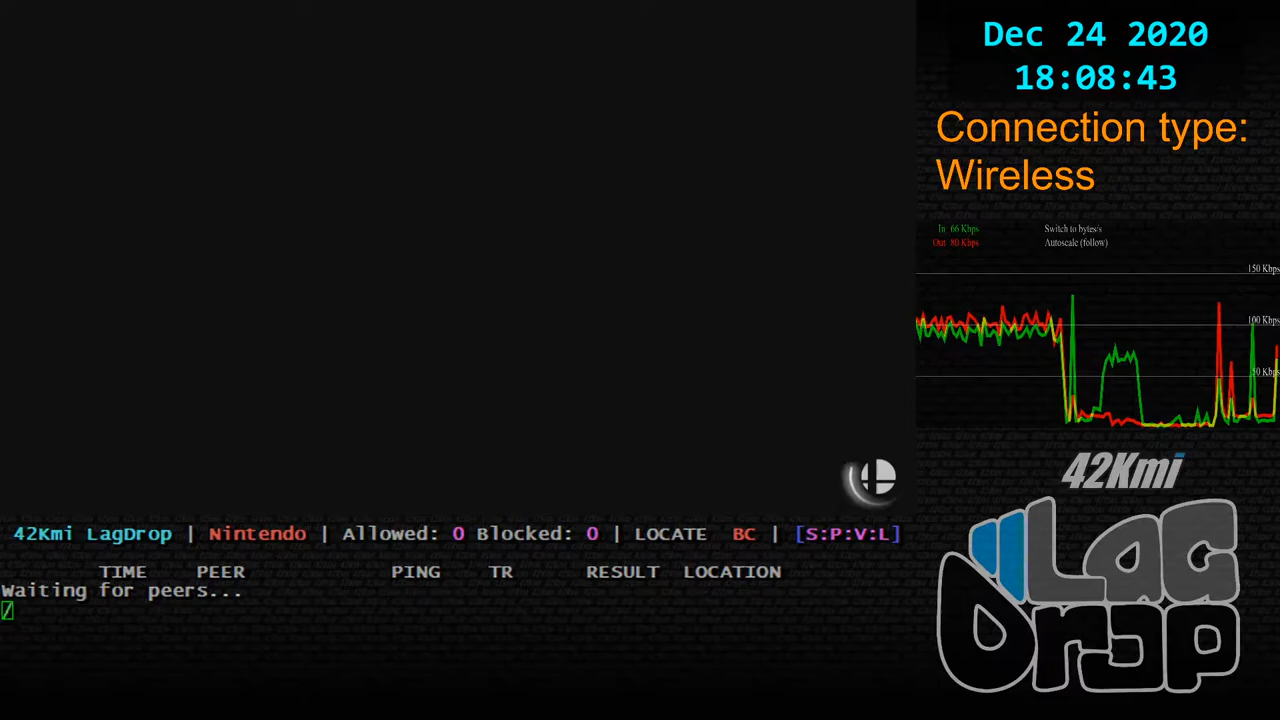 Dec 24 2020
18:08:43
Connection type:
Wireless
In 66 Kbps
Switch to bytes/s
Out 80 Kbps
Autoscale (follow)
150 Kbps
100 Kbps
50 Kbps
42Kmi
LAG
Drop
42Kmi LagDrop | Nintendo | Allowed: 0 Blocked: 0 | LOCATE BC | [S:P:V:L]
TIME PEER PING TR RESULT LOCATION
Waiting for peers...
/